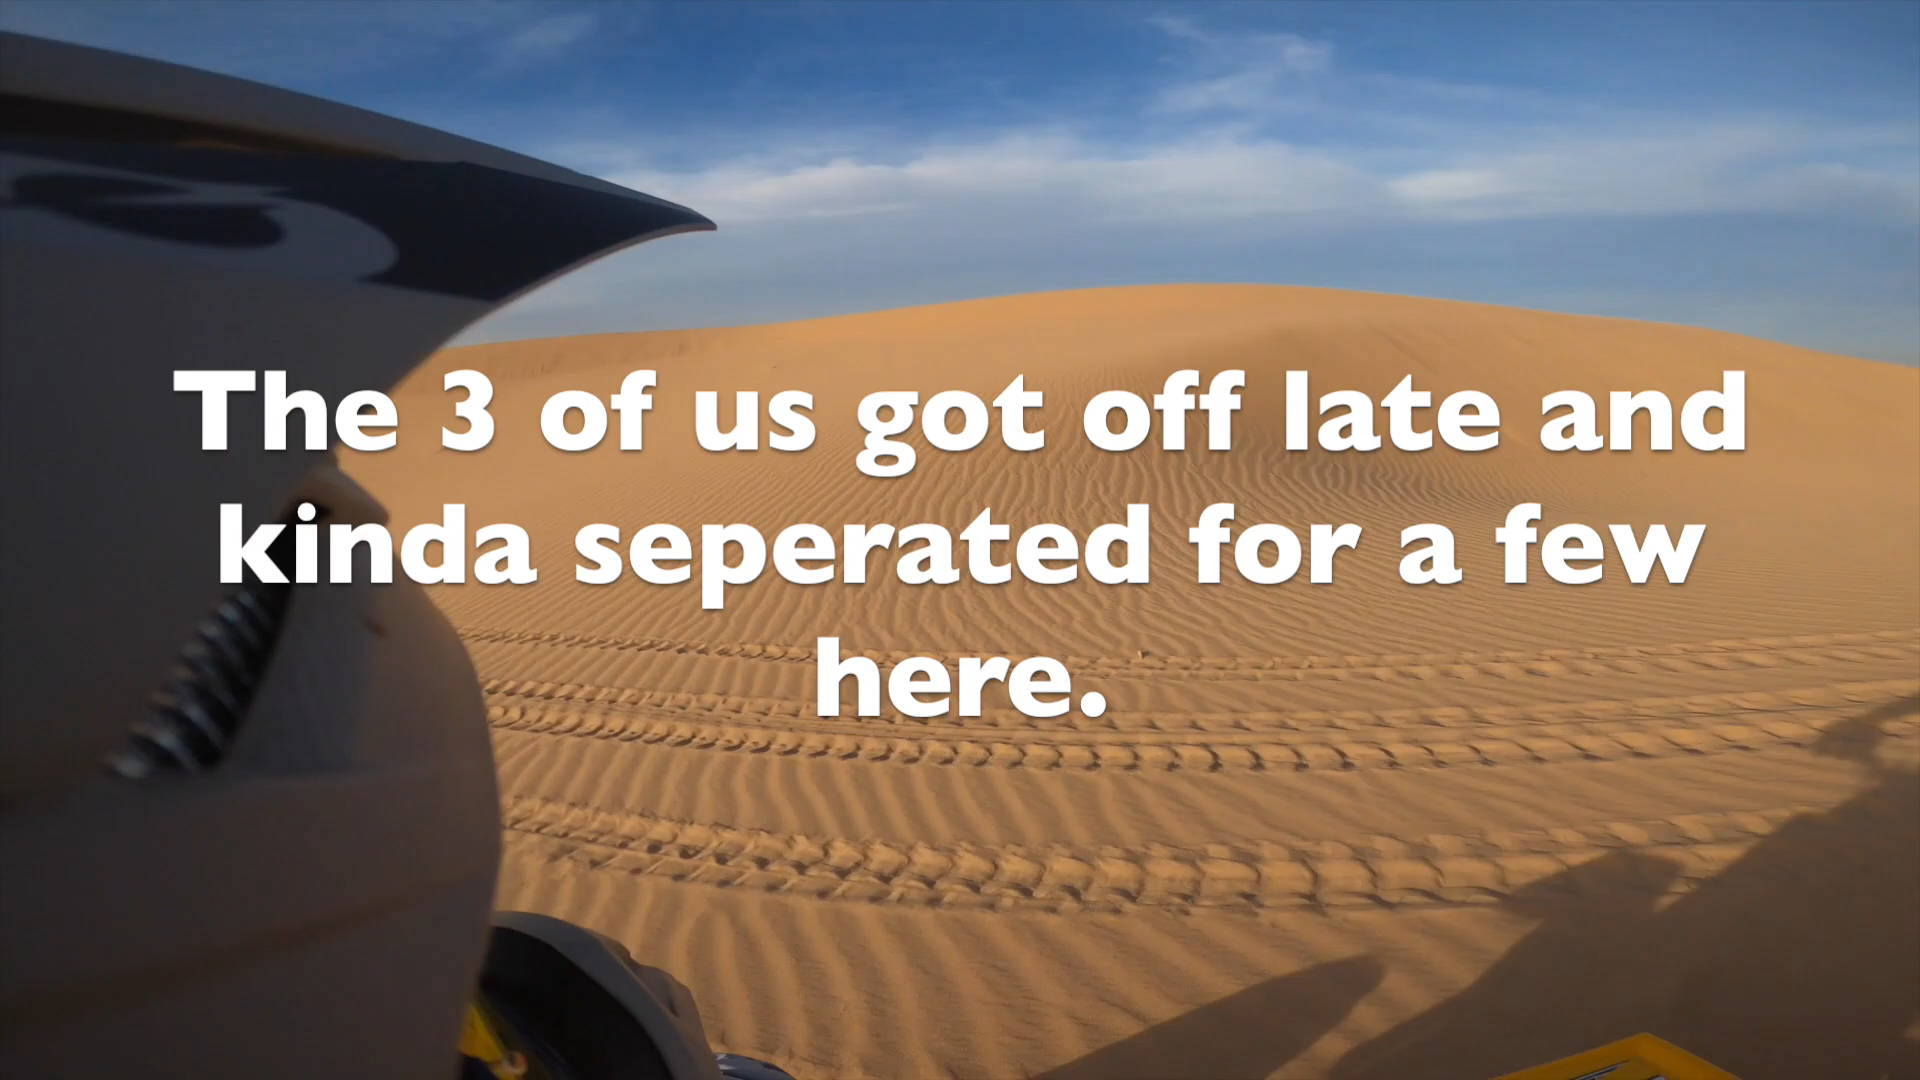 The 3 of us got off late and
kinda seperated for a few
here.